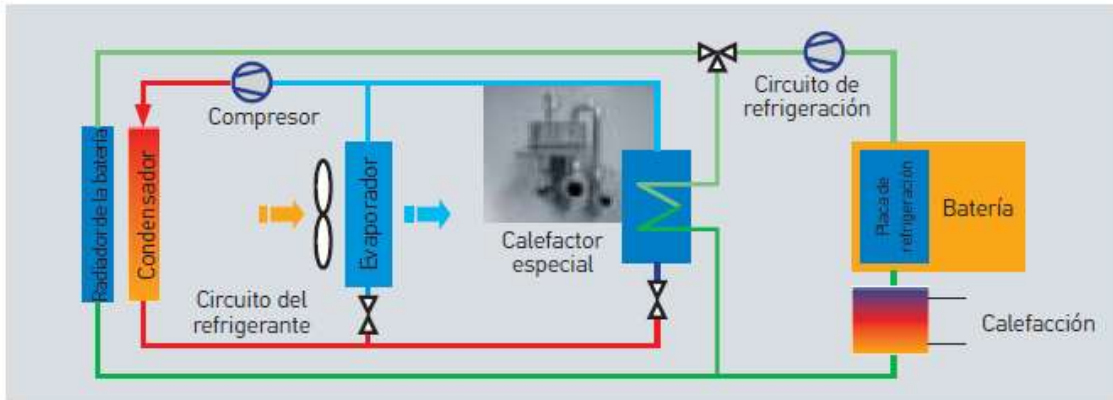 Circuito de
refrigeración
Compresor
Radiador de la batería
Condensador
Evaporador
Calefactor
especial
Placa de
refrigeración
Batería
Circuito del
refrigerante
Calefacción